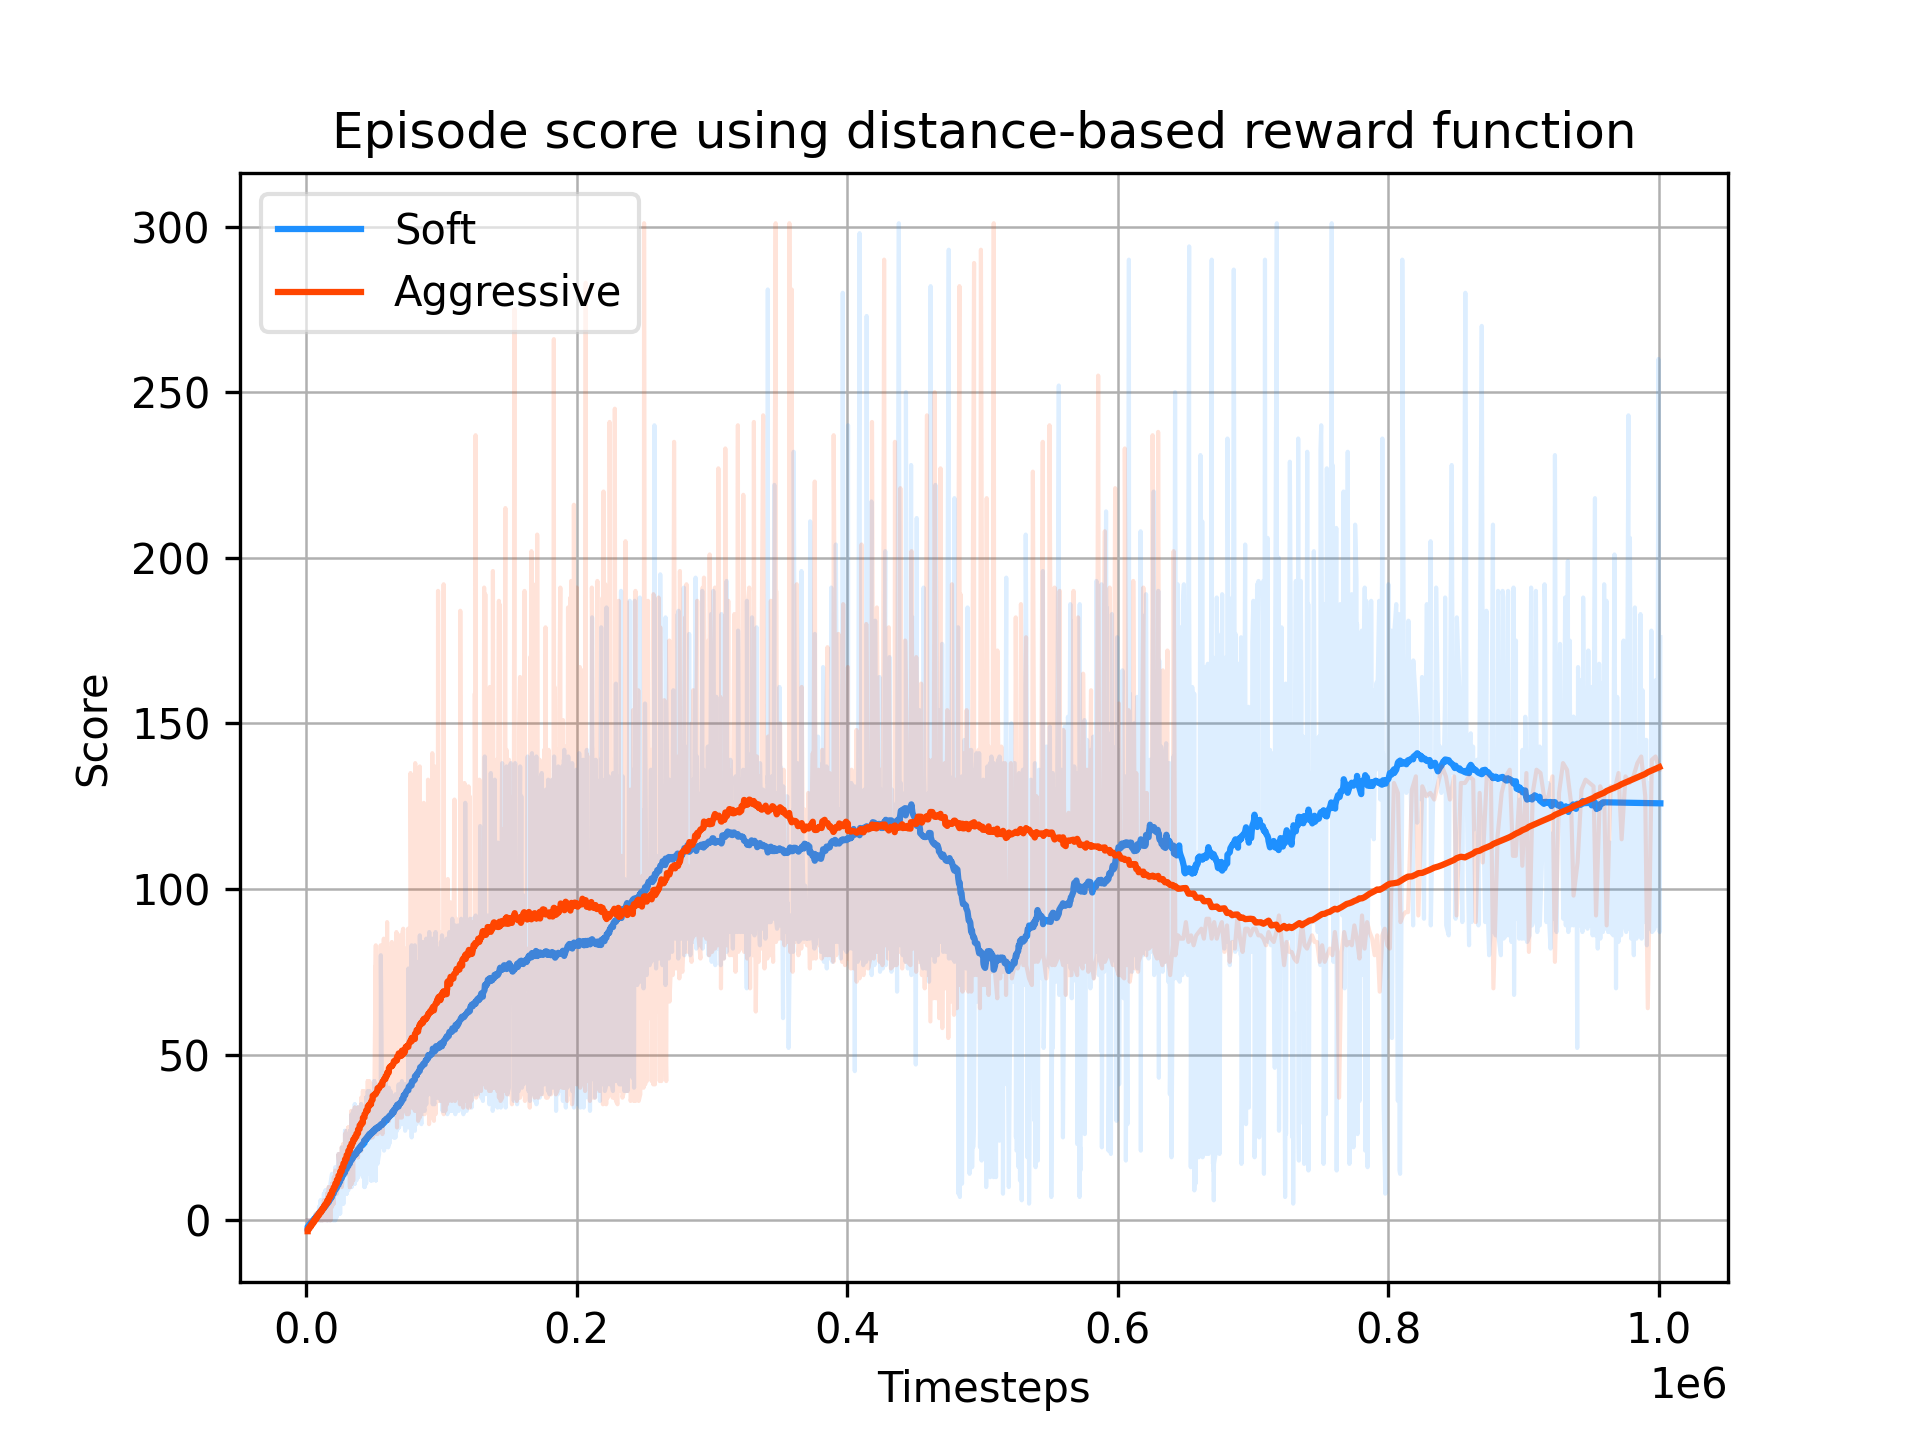 Episode score using distance-based reward function
Soft
Aggressive
300
250
200
150
100
50
0
Score
0.0 0.2 0.4 0.6 0.8 1.0
Timesteps
1e6